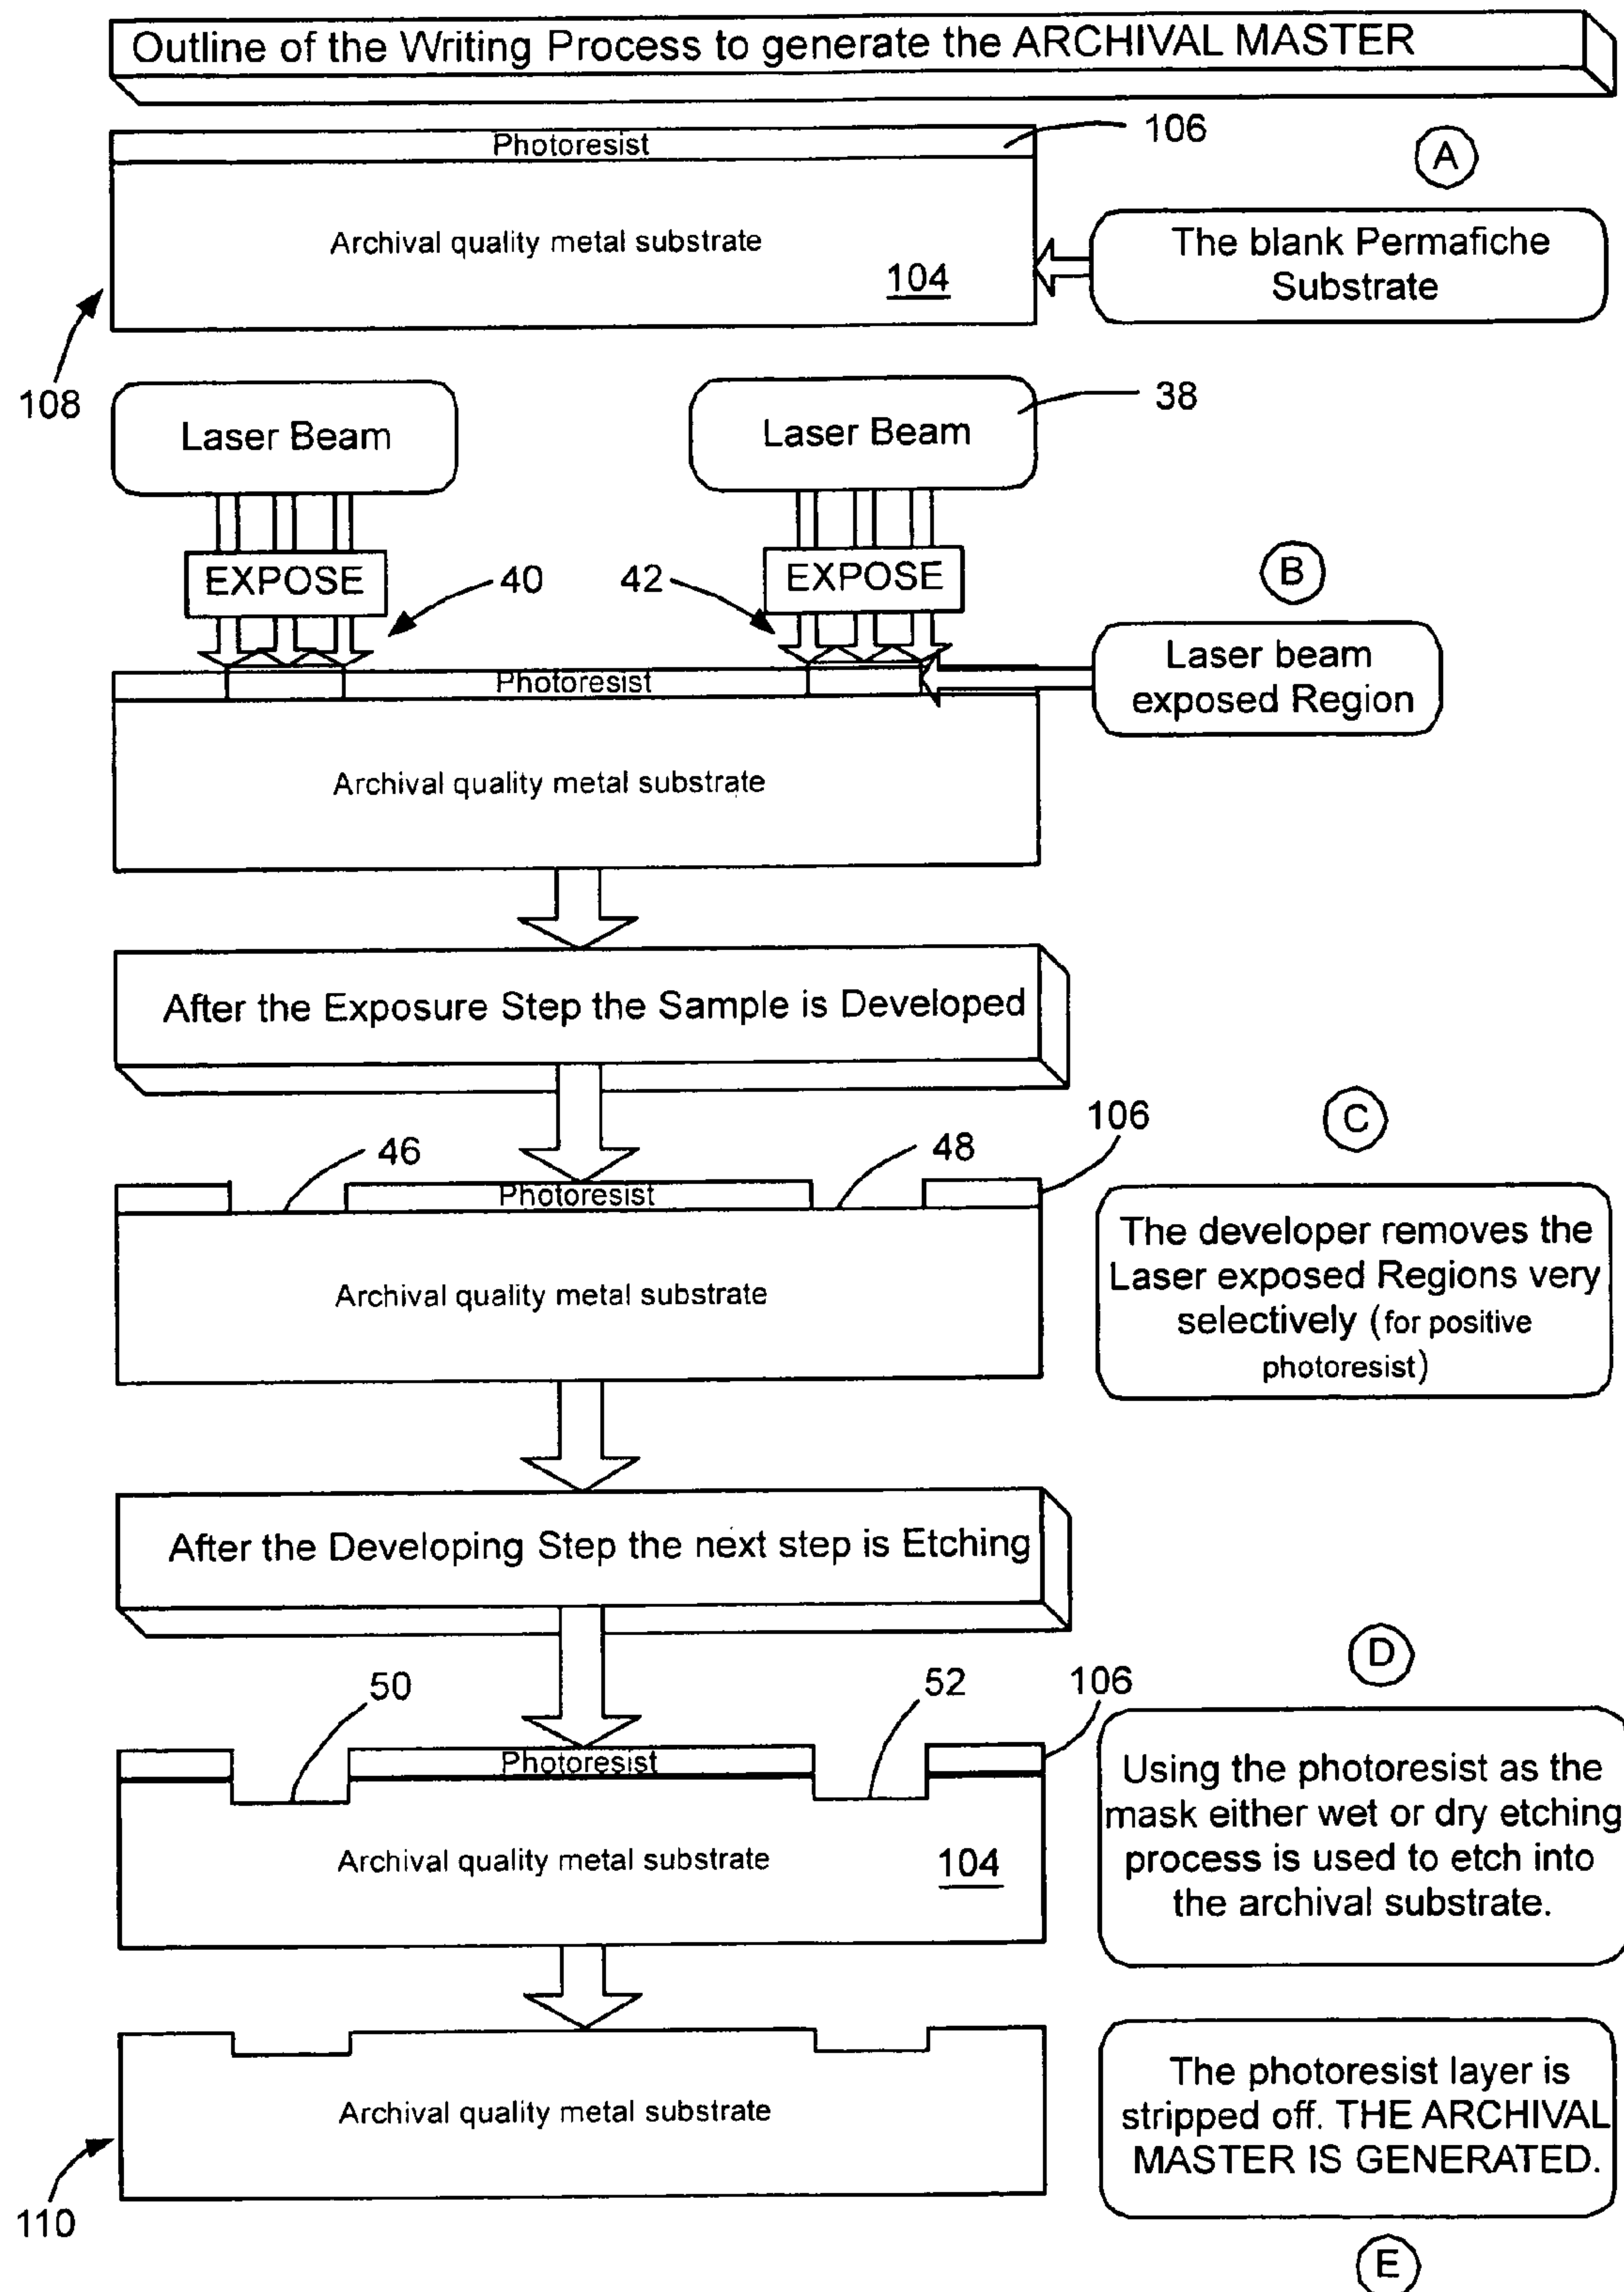 Outline of the Writing Process to generate the ARCHIVAL MASTER
Photoresist
106
A
Archival quality metal substrate
104
The blank Permafiche
Substrate
108
Laser Beam
Laser Beam
38
EXPOSE
40
42
EXPOSE
B
Photoresist
Laser beam
exposed Region
Archival quality metal substrate
After the Exposure Step the Sample is Developed
46
48
106
C
Photoresist
Archival quality metal substrate
The developer removes the
Laser exposed Regions very
selectively (for positive
photoresist)
After the Developing Step the next step is Etching
50
52
106
D
Photoresist
Archival quality metal substrate
104
Using the photoresist as the
mask either wet or dry etching
process is used to etch into
the archival substrate.
Archival quality metal substrate
110
The photoresist layer is
stripped off. THE ARCHIVAL
MASTER IS GENERATED.
E